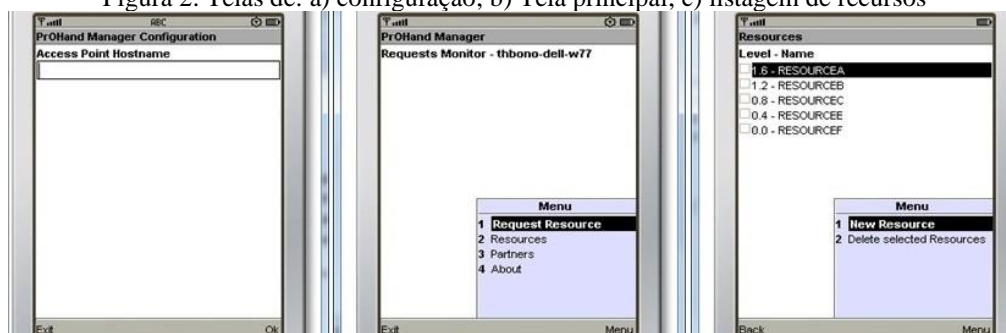 Figura 2: Telas de: a) configuração; b) Tela principal; c) listagem de recursos
ABC
PrOHand Manager Configuration
Access Point Hostname
Exit
Ok
PrOHand Manager
Requests Monitor - thbono-dell-w77
Menu
1 Request Resource
2 Resources
3 Partners
4 About
Exit
Menu
Resources
Level - Name
1.6 - RESOURCEA
1.2 - RESOURCEB
0.8 - RESOURCEC
0.4 - RESOURCEE
0.0 - RESOURCEF
Menu
1 New Resource
2 Delete selected Resources
Back
Menu